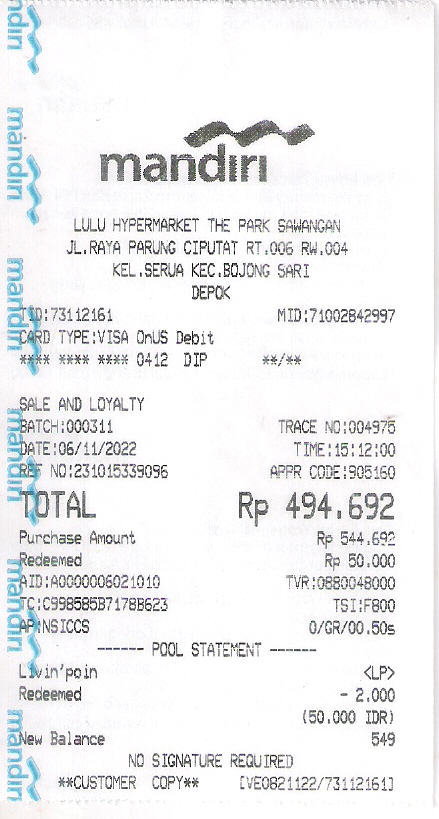 mandiri
LULU HYPERMARKET THE PARK SAWANGAN
JL.RAYA PARUNG CIPUTAT RT.006 RW.004
KEL.SERUA KEC.BOJONG SARI
DEPOK
TID:73112161 MID:71002842997
CARD TYPE:VISA OnUS Debit
**** **** **** 0412 DIP **/**
SALE AND LOYALTY
BATCH:000311 TRACE NO:004975
DATE:06/11/2022 TIME:15:12:00
REF NO:231015339096 APPR CODE:905160
TOTAL Rp 494.692
Purchase Amount Rp 544.692
Redeemed Rp 50.000
AID:A0000006021010 TVR:0880048000
TC:C998585B7178B623 TSI:F800
AP:NSICCS 0/GR/00.50s
------ POOL STATEMENT ------
Livin'poin <LP>
Redeemed - 2.000
(50.000 IDR)
New Balance 549
NO SIGNATURE REQUIRED
**CUSTOMER COPY** [VE0821122/73112161]
mandiri
mandiri
mandiri
mandiri
mandiri
mandiri